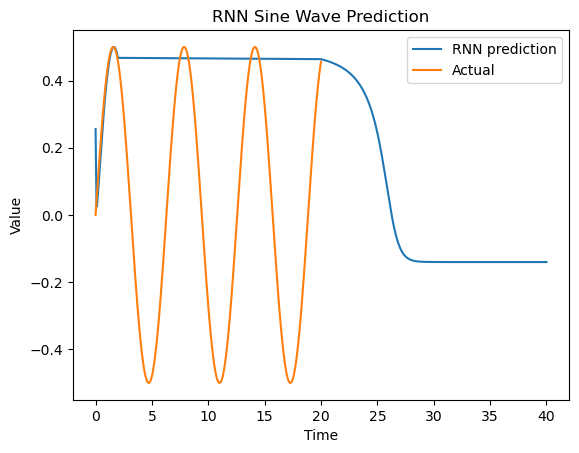 RNN Sine Wave Prediction
RNN prediction
Actual
Value
0.4
0.2
0.0
−0.2
−0.4
0 5 10 15 20 25 30 35 40
Time